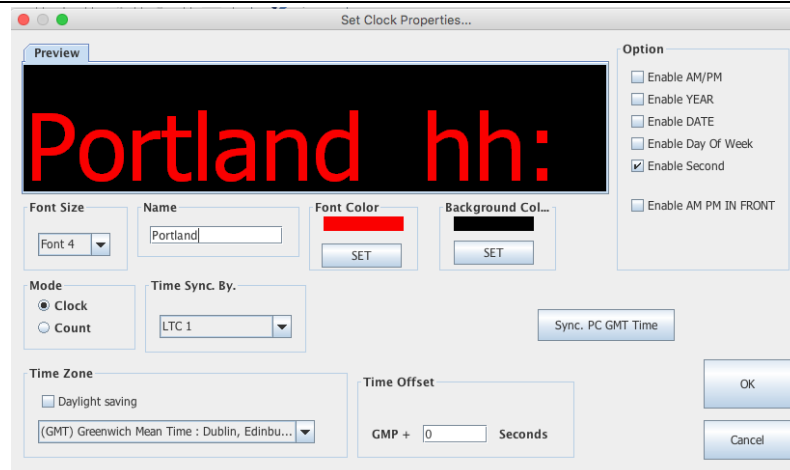 Set Clock Properties...
Preview
Portland hh:
Option
Enable AM/PM
Enable YEAR
Enable DATE
Enable Day Of Week
Enable Second
Enable AM PM IN FRONT
Font Size
Font 4
Name
Portland
Font Color
SET
Background Col...
SET
Mode
Clock
Count
Time Sync. By.
LTC 1
Sync. PC GMT Time
Time Zone
Daylight saving
(GMT) Greenwich Mean Time : Dublin, Edinbu...
Time Offset
GMP + 0 Seconds
OK
Cancel